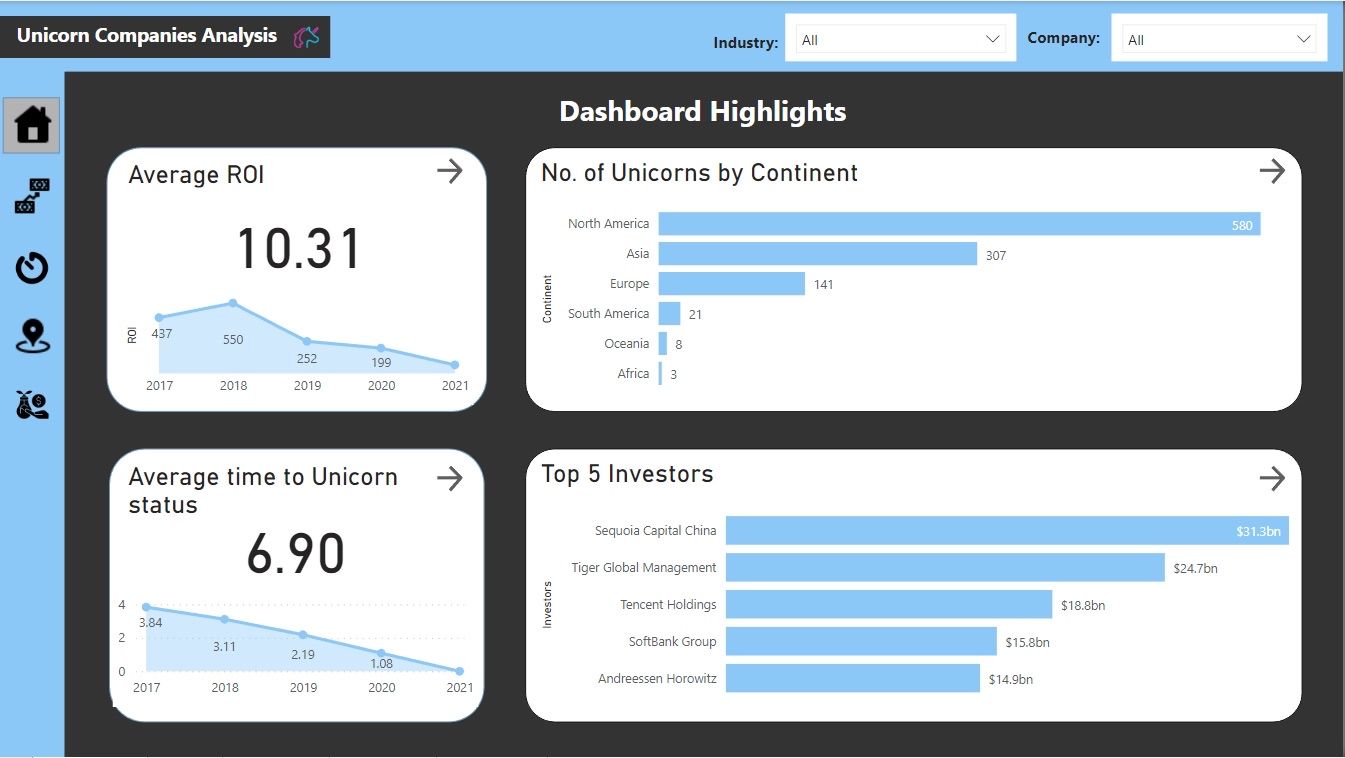 Unicorn Companies Analysis
Industry:
All
Company:
All
Dashboard Highlights
Average ROI
10.31
ROI
437
550
252
199
2017
2018
2019
2020
2021
No. of Unicorns by Continent
Continent
North America
580
Asia
307
Europe
141
South America
21
Oceania
8
Africa
3
Average time to Unicorn
status
6.90
4
2
0
3.84
3.11
2.19
1.08
2017
2018
2019
2020
2021
Top 5 Investors
Investors
Sequoia Capital China
$31.3bn
Tiger Global Management
$24.7bn
Tencent Holdings
$18.8bn
SoftBank Group
$15.8bn
Andreessen Horowitz
$14.9bn